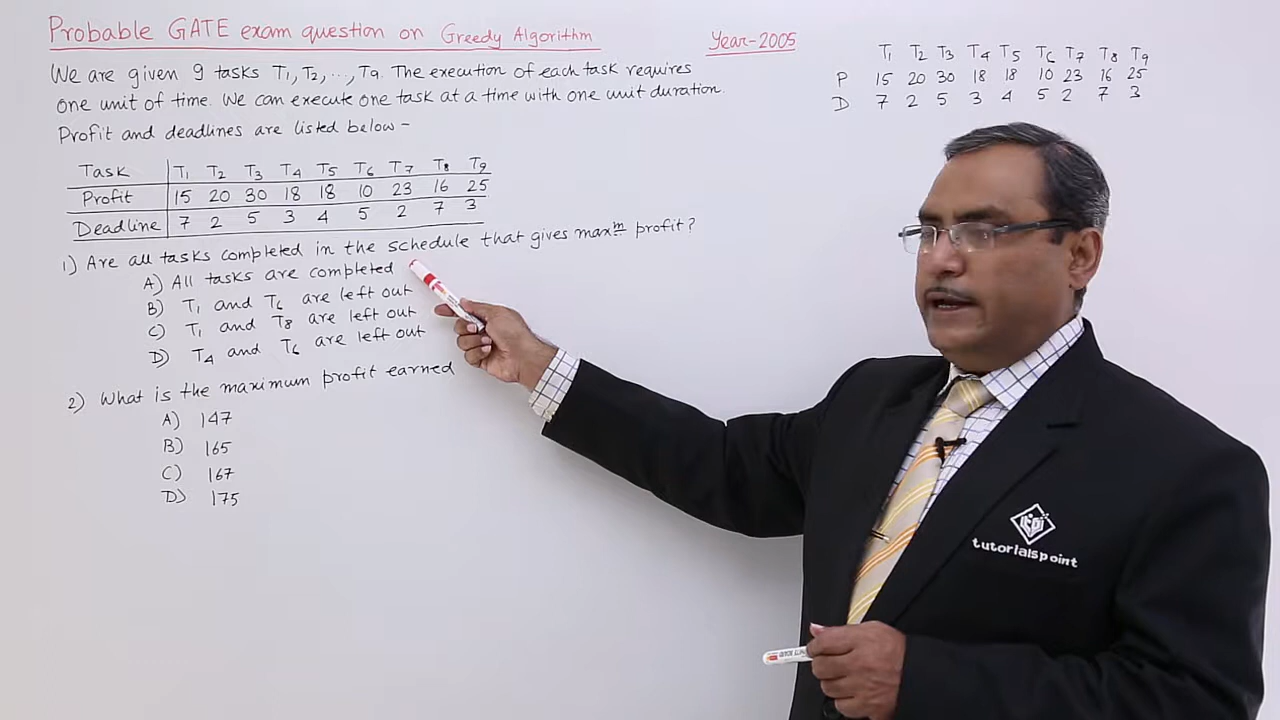 Probable GATE exam question on Greedy Algorithm
Year-2005
We are given 9 tasks T1, T2, ..., T9. The execution of each task requires
one unit of time. We can execute one task at a time with one unit duration.
Profit and deadlines are listed below -
Task T1 T2 T3 T4 T5 T6 T7 T8 T9
Profit 15 20 30 18 18 10 23 16 25
Deadline 7 2 5 3 4 5 2 7 3
1) Are all tasks completed in the schedule that gives maxm profit?
A) All tasks are completed
B) T1 and T6 are left out
C) T1 and T8 are left out
D) T4 and T6 are left out
2) What is the maximum profit earned
A) 147
B) 165
C) 167
D) 175
T1 T2 T3 T4 T5 T6 T7 T8 T9
P 15 20 30 18 18 10 23 16 25
D 7 2 5 3 4 5 2 7 3
tutorialspoint